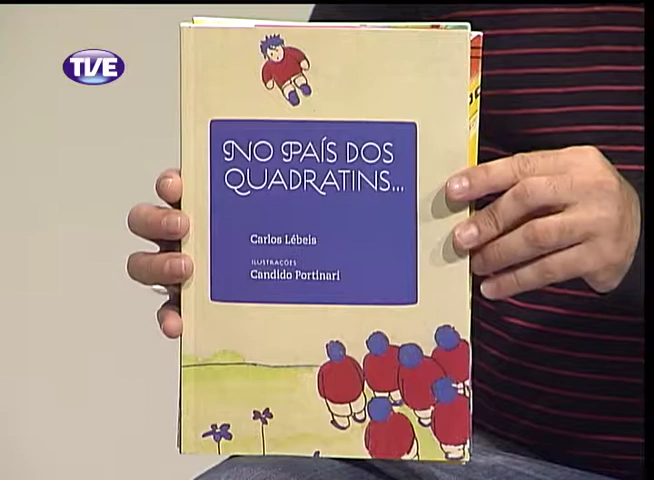 TVE
NO PAÍS DOS
QUADRATINS...
Carlos Lébeis
ILUSTRAÇÕES
Candido Portinari